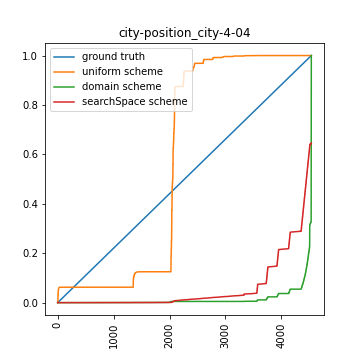 city-position_city-4-04
ground truth
uniform scheme
domain scheme
searchSpace scheme
1.0
0.8
0.6
0.4
0.2
0.0
0
1000
2000
3000
4000